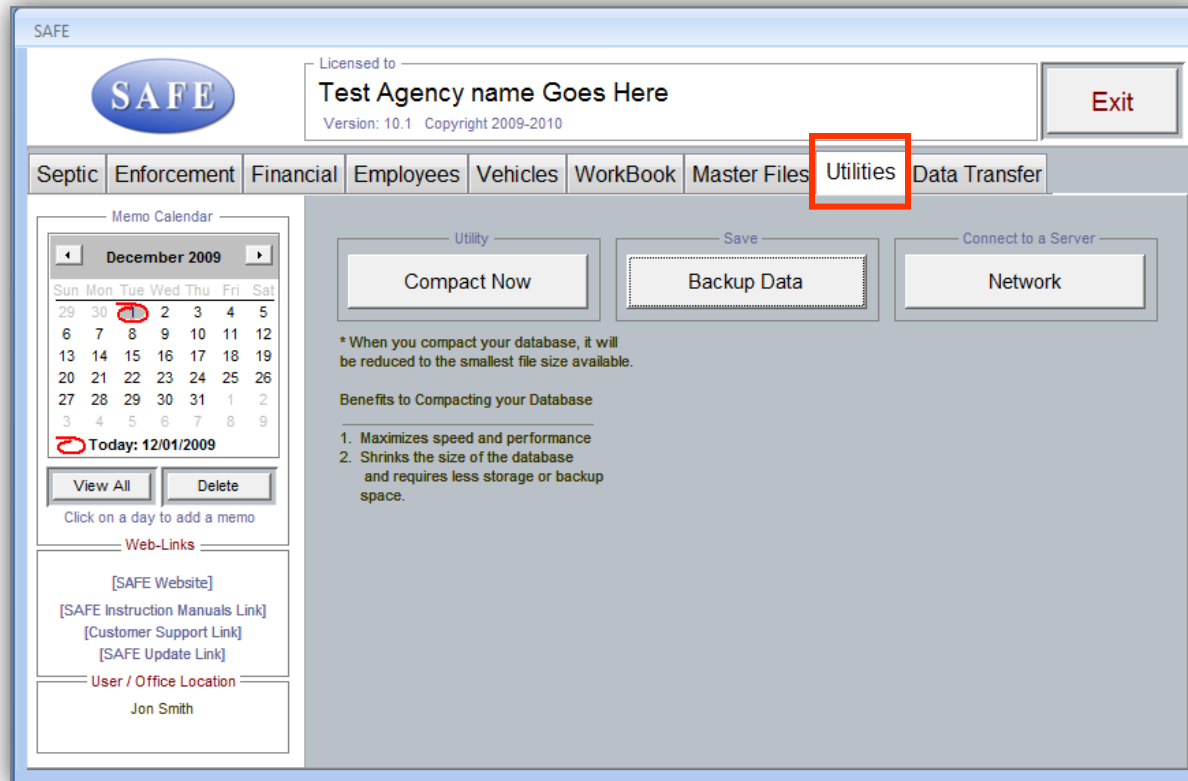 SAFE
SAFE
Licensed to
Test Agency name Goes Here
Version: 10.1 Copyright 2009-2010
Exit
Septic Enforcement Financial Employees Vehicles WorkBook Master Files Utilities Data Transfer
Memo Calendar
December 2009
Sun Mon Tue Wed Thu Fri Sat
29 30 1 2 3 4 5
6 7 8 9 10 11 12
13 14 15 16 17 18 19
20 21 22 23 24 25 26
27 28 29 30 31 1 2
3 4 5 6 7 8 9
Today: 12/01/2009
View All Delete
Click on a day to add a memo
Web-Links
[SAFE Website]
[SAFE Instruction Manuals Link]
[Customer Support Link]
[SAFE Update Link]
User / Office Location
Jon Smith
Utility
Compact Now
Save
Backup Data
Connect to a Server
Network
* When you compact your database, it will
be reduced to the smallest file size available.
Benefits to Compacting your Database
1. Maximizes speed and performance
2. Shrinks the size of the database
and requires less storage or backup
space.